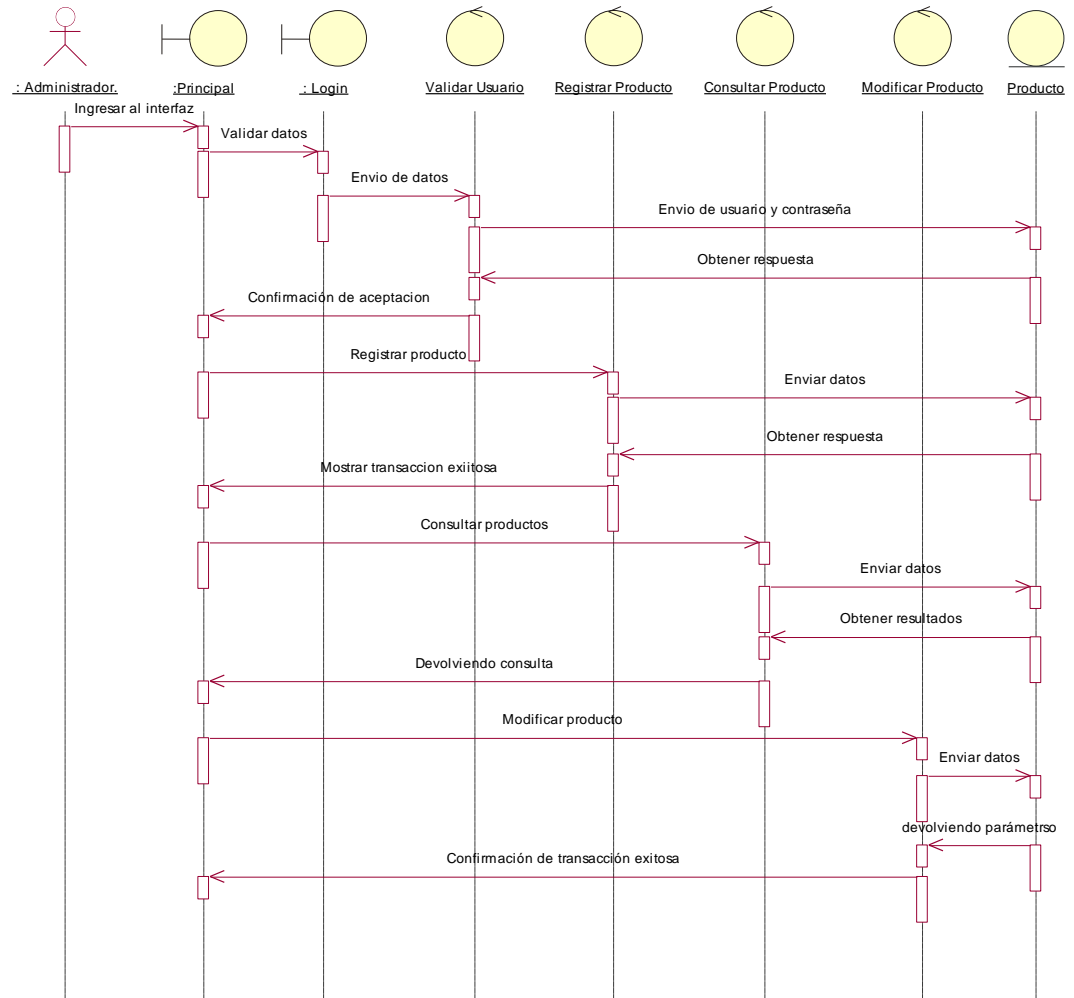 : Administrador.
:Principal
: Login
Validar Usuario
Registrar Producto
Consultar Producto
Modificar Producto
Producto
Ingresar al interfaz
Validar datos
Envio de datos
Envio de usuario y contraseña
Obtener respuesta
Confirmación de aceptacion
Registrar producto
Enviar datos
Obtener respuesta
Mostrar transaccion exiitosa
Consultar productos
Enviar datos
Obtener resultados
Devolviendo consulta
Modificar producto
Enviar datos
devolviendo parámetrso
Confirmación de transacción exitosa